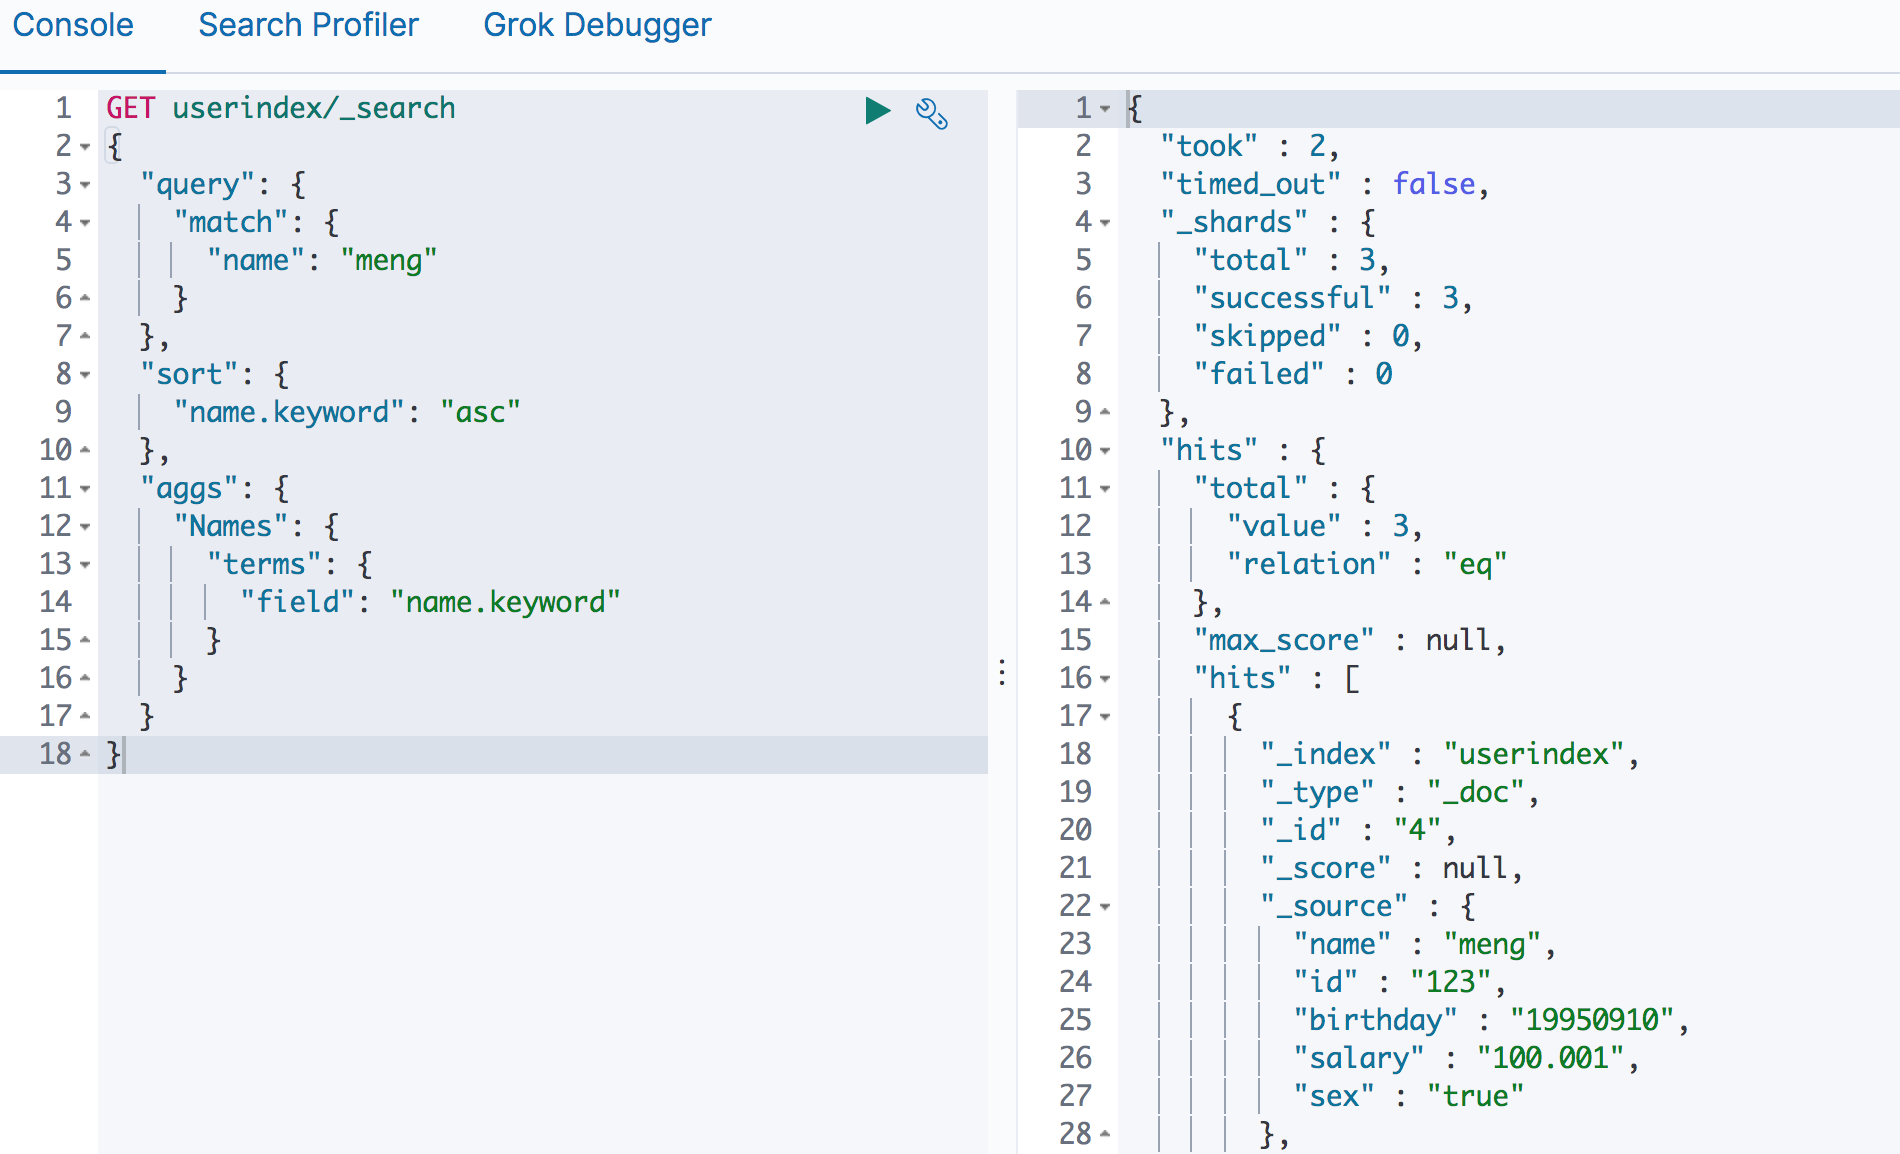 Console Search Profiler Grok Debugger
1 GET userindex/_search
2 {
3 "query": {
4 "match": {
5 "name": "meng"
6 }
7 },
8 "sort": {
9 "name.keyword": "asc"
10 },
11 "aggs": {
12 "Names": {
13 "terms": {
14 "field": "name.keyword"
15 }
16 }
17 }
18 }
1 {
2 "took" : 2,
3 "timed_out" : false,
4 "_shards" : {
5 "total" : 3,
6 "successful" : 3,
7 "skipped" : 0,
8 "failed" : 0
9 },
10 "hits" : {
11 "total" : {
12 "value" : 3,
13 "relation" : "eq"
14 },
15 "max_score" : null,
16 "hits" : [
17 {
18 "_index" : "userindex",
19 "_type" : "_doc",
20 "_id" : "4",
21 "_score" : null,
22 "_source" : {
23 "name" : "meng",
24 "id" : "123",
25 "birthday" : "19950910",
26 "salary" : "100.001",
27 "sex" : "true"
28 },